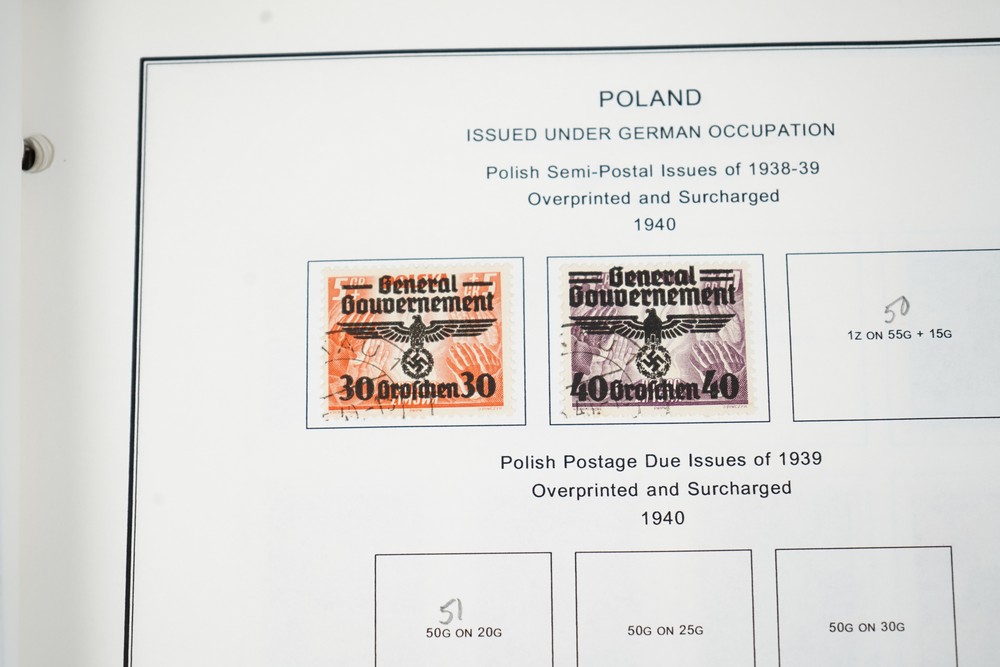 POLAND
ISSUED UNDER GERMAN OCCUPATION
Polish Semi-Postal Issues of 1938-39
Overprinted and Surcharged
1940
POLSKA
General
Gouvernement
30 Groschen 30
General
Gouvernement
40 Groschen 40
50
1Z ON 55G + 15G
Polish Postage Due Issues of 1939
Overprinted and Surcharged
1940
51
50G ON 20G
50G ON 25G
50G ON 30G